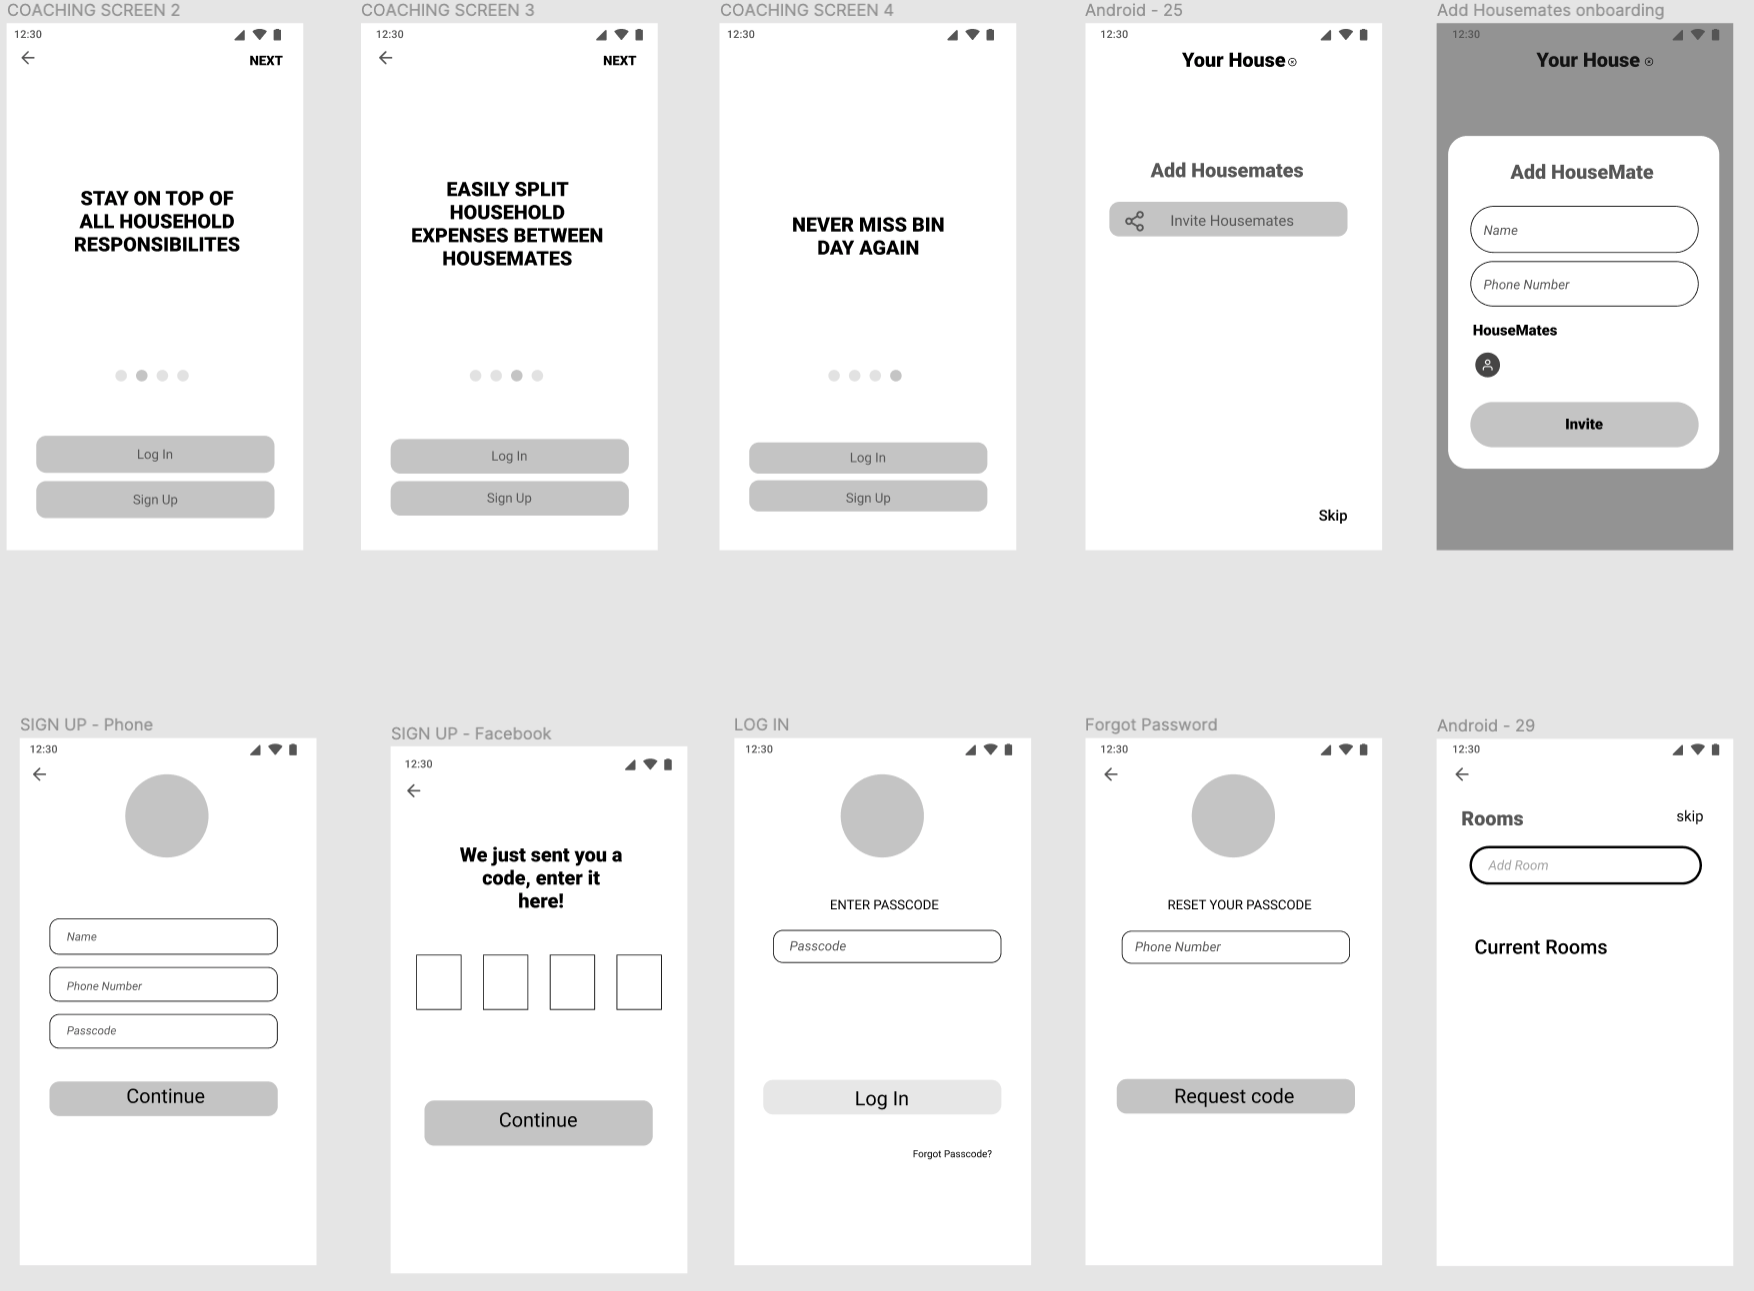 COACHING SCREEN 2
12:30
NEXT
STAY ON TOP OF
ALL HOUSEHOLD
RESPONSIBILITES
Log In
Sign Up
COACHING SCREEN 3
12:30
NEXT
EASILY SPLIT
HOUSEHOLD
EXPENSES BETWEEN
HOUSEMATES
Log In
Sign Up
COACHING SCREEN 4
12:30
NEVER MISS BIN
DAY AGAIN
Log In
Sign Up
Android - 25
12:30
Your House
Add Housemates
Invite Housemates
Skip
Add Housemates onboarding
12:30
Your House
Add HouseMate
Name
Phone Number
HouseMates
Invite
SIGN UP - Phone
12:30
Name
Phone Number
Passcode
Continue
SIGN UP - Facebook
12:30
We just sent you a
code, enter it
here!
Continue
LOG IN
12:30
ENTER PASSCODE
Passcode
Log In
Forgot Passcode?
Forgot Password
12:30
RESET YOUR PASSCODE
Phone Number
Request code
Android - 29
12:30
Rooms
skip
Add Room
Current Rooms